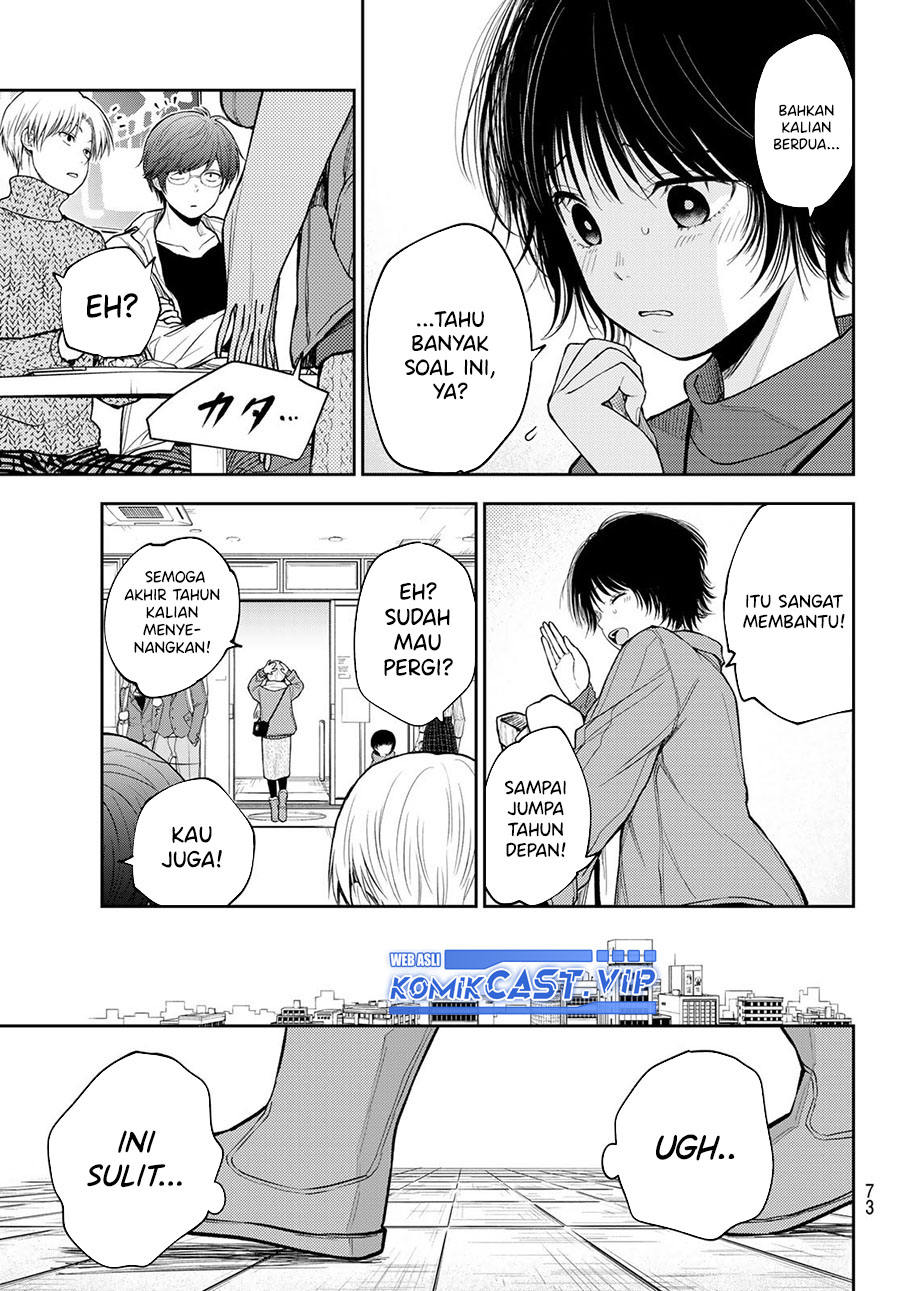 BAHKAN
KALIAN
BERDUA...
...TAHU
BANYAK
SOAL INI,
YA?
EH?
カタ...
ITU SANGAT
MEMBANTU!
SAMPAI
JUMPA
TAHUN
DEPAN!
EH?
SUDAH
MAU
PERGI?
SEMOGA
AKHIR TAHUN
KALIAN
MENYE-
NANGKAN!
KAU
JUGA!
WEB ASLI
KOMIKCAST.VIP
UGH..
INI
SULIT...
73